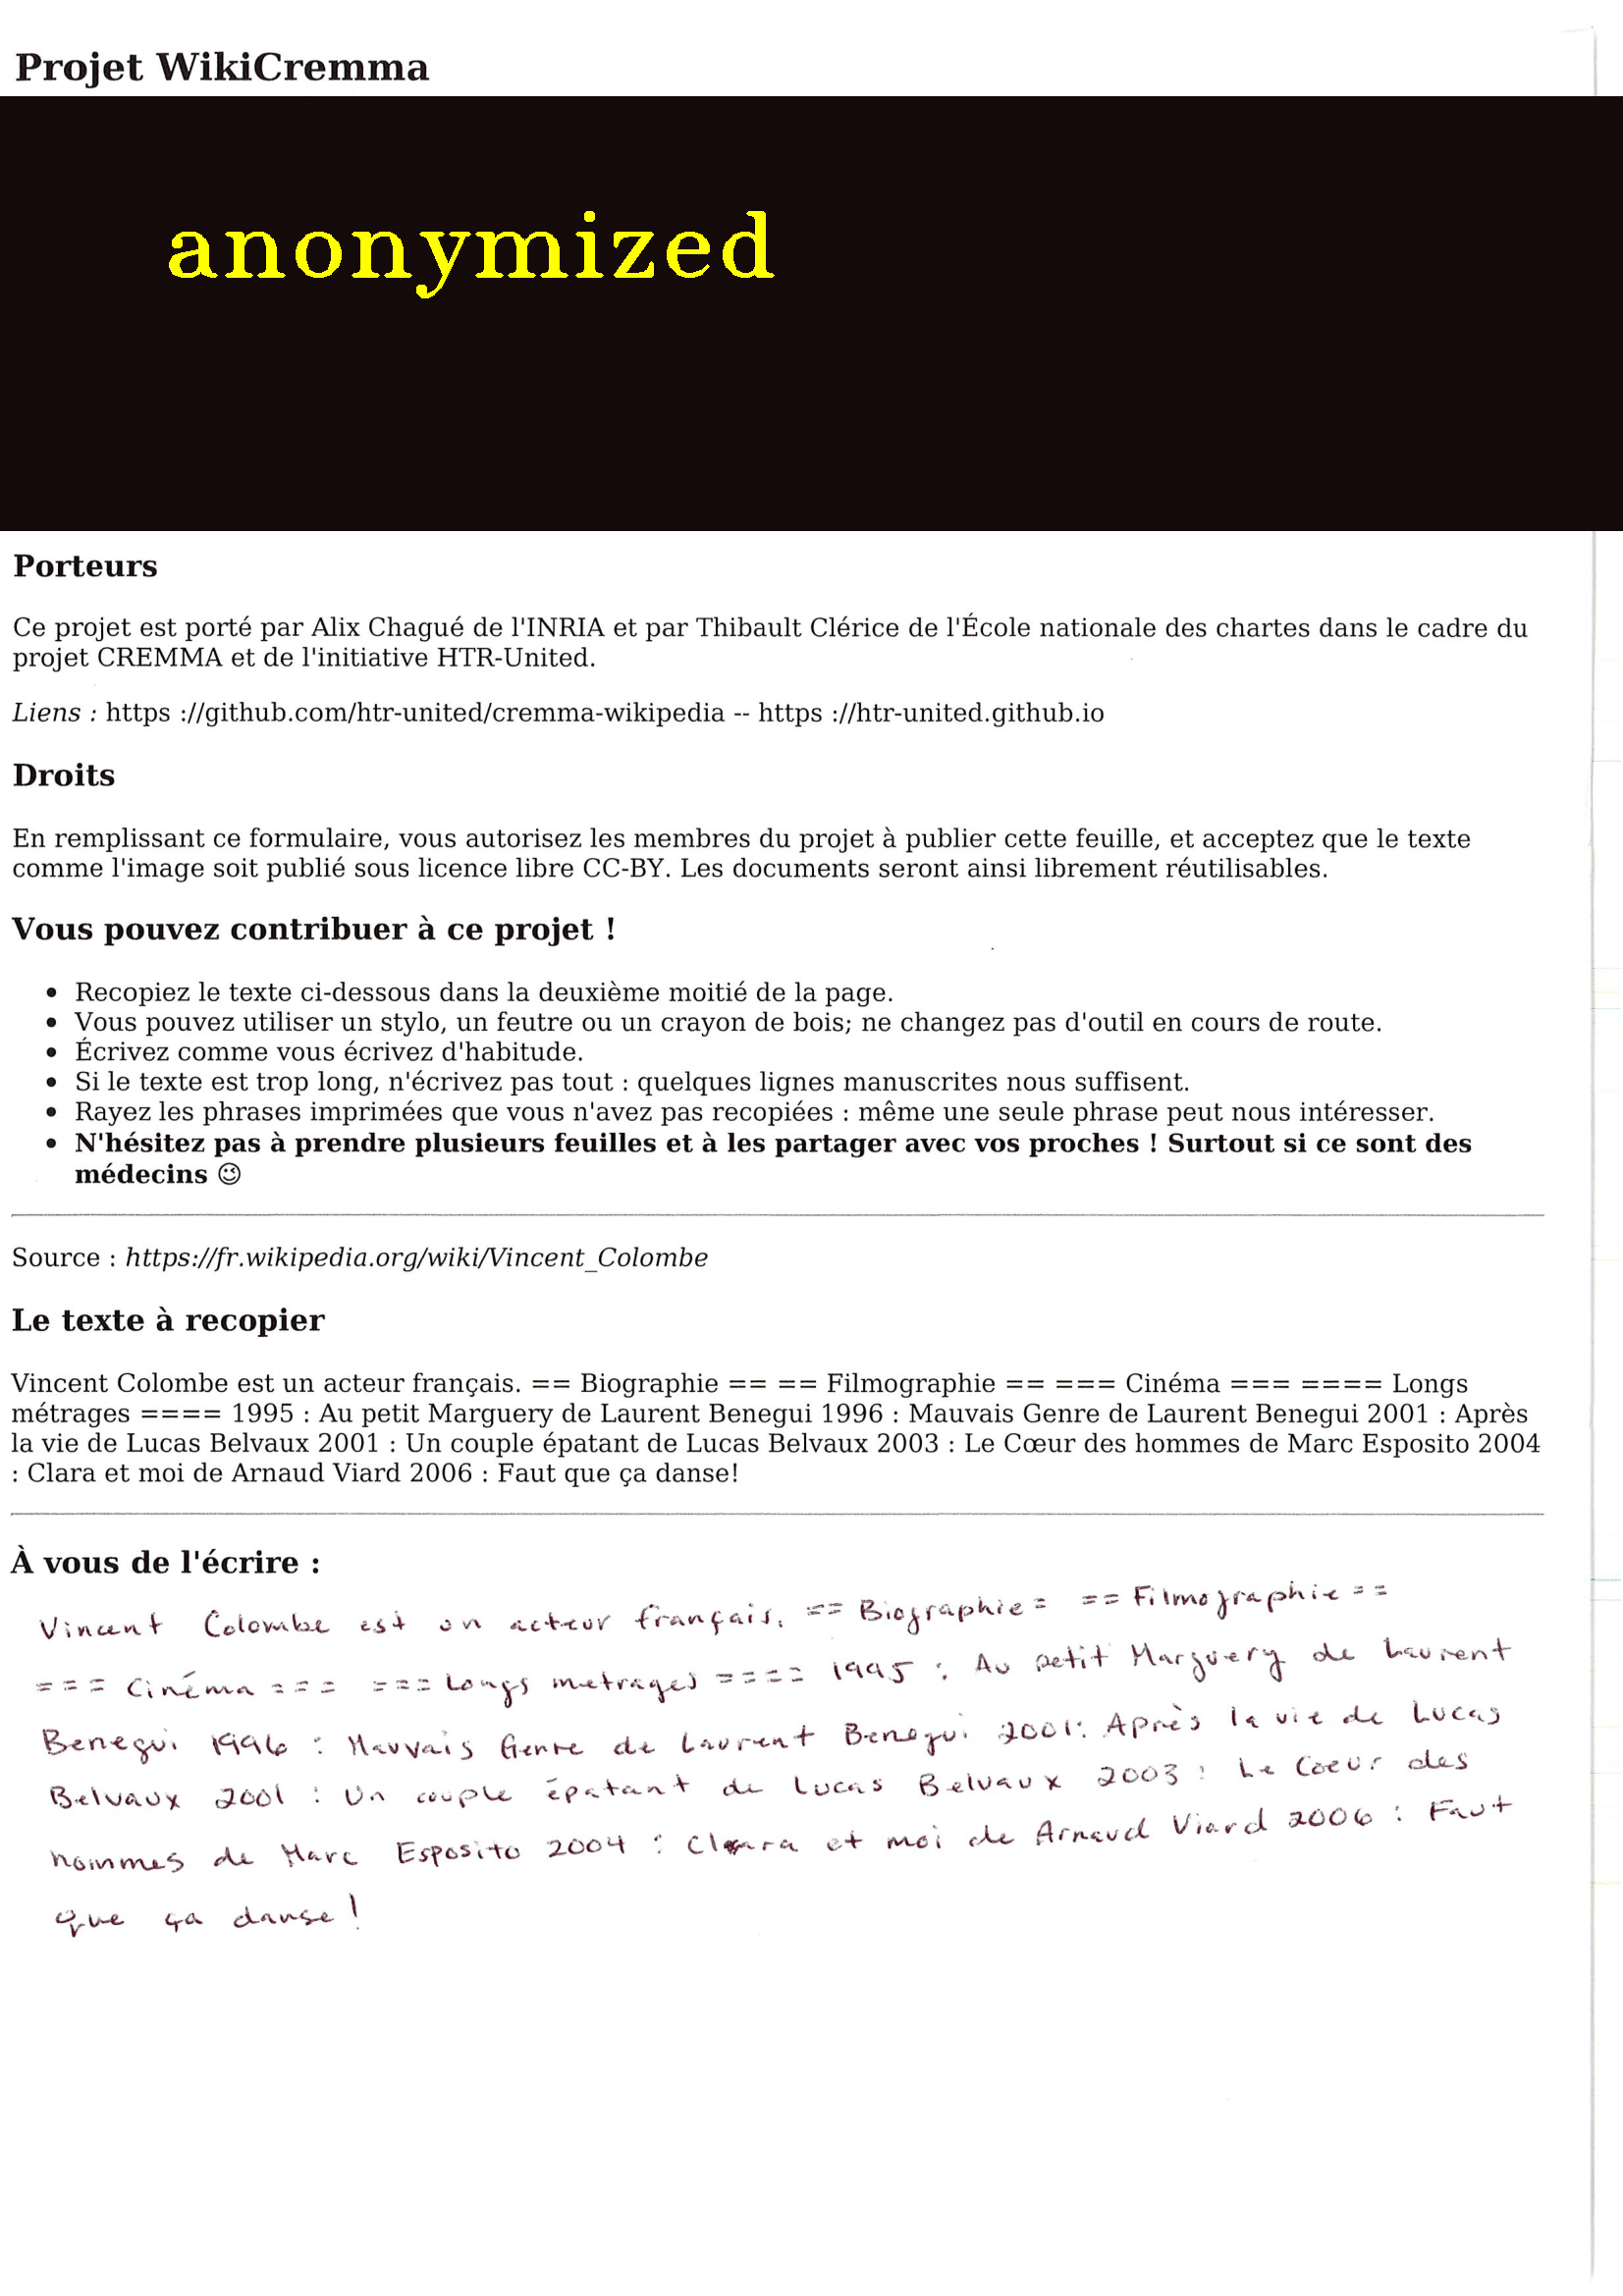 Projet WikiCremma
anonymized
Porteurs
Ce projet est porté par Alix Chagué de l'INRIA et par Thibault Clérice de l'École nationale des chartes dans le cadre du
projet CREMMA et de l'initiative HTR-United.
Liens : https ://github.com/htr-united/cremma-wikipedia -- https ://htr-united.github.io
Droits
En remplissant ce formulaire, vous autorisez les membres du projet à publier cette feuille, et acceptez que le texte
comme l'image soit publié sous licence libre CC-BY. Les documents seront ainsi librement réutilisables.
Vous pouvez contribuer à ce projet !
• Recopiez le texte ci-dessous dans la deuxième moitié de la page.
• Vous pouvez utiliser un stylo, un feutre ou un crayon de bois; ne changez pas d'outil en cours de route.
• Écrivez comme vous écrivez d'habitude.
• Si le texte est trop long, n'écrivez pas tout : quelques lignes manuscrites nous suffisent.
• Rayez les phrases imprimées que vous n'avez pas recopiées : même une seule phrase peut nous intéresser.
• N'hésitez pas à prendre plusieurs feuilles et à les partager avec vos proches ! Surtout si ce sont des
médecins 😉
Source : https://fr.wikipedia.org/wiki/Vincent_Colombe
Le texte à recopier
Vincent Colombe est un acteur français. == Biographie == == Filmographie == === Cinéma === ==== Longs
métrages ==== 1995 : Au petit Marguery de Laurent Benegui 1996 : Mauvais Genre de Laurent Benegui 2001 : Après
la vie de Lucas Belvaux 2001 : Un couple épatant de Lucas Belvaux 2003 : Le Cœur des hommes de Marc Esposito 2004
: Clara et moi de Arnaud Viard 2006 : Faut que ça danse!
À vous de l'écrire :
Vincent Colombe est un acteur français. == Biographie = == Filmographie ==
=== Cinéma === === Longs metrages ==== 1995 : Au petit Marguery de Laurent
Benegui 1996 : Mauvais Genre de Laurent Benegui 2001 : Après la vie de Lucas
Belvaux 2001 : Un couple épatant de Lucas Belvaux 2003 : Le Coeur des
hommes de Marc Esposito 2004 : Clara et moi de Arnaud Viard 2006 : Faut
que ça danse !